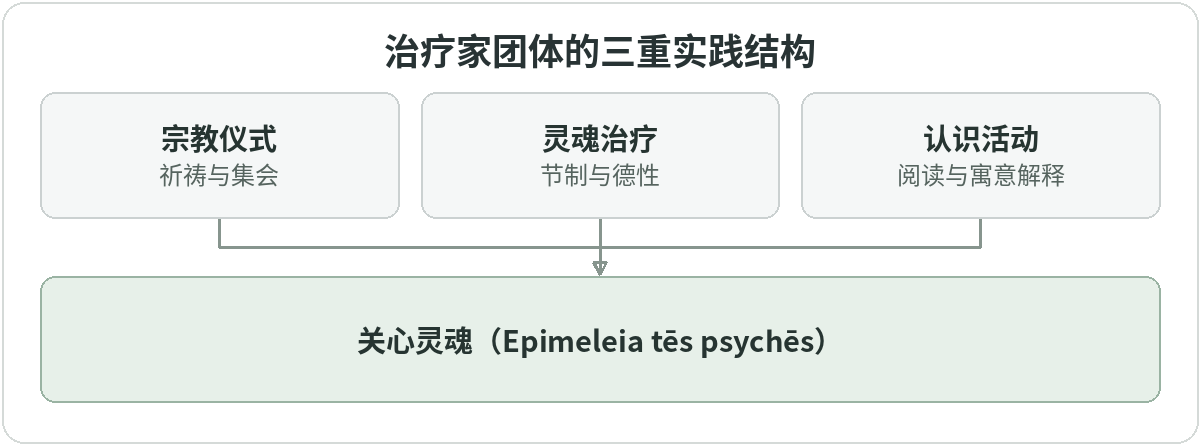 治疗家团体的三重实践结构
宗教仪式
祈祷与集会
灵魂治疗
节制与德性
认识活动
阅读与寓意解释
关心灵魂（Epimeleia tēs psychēs）